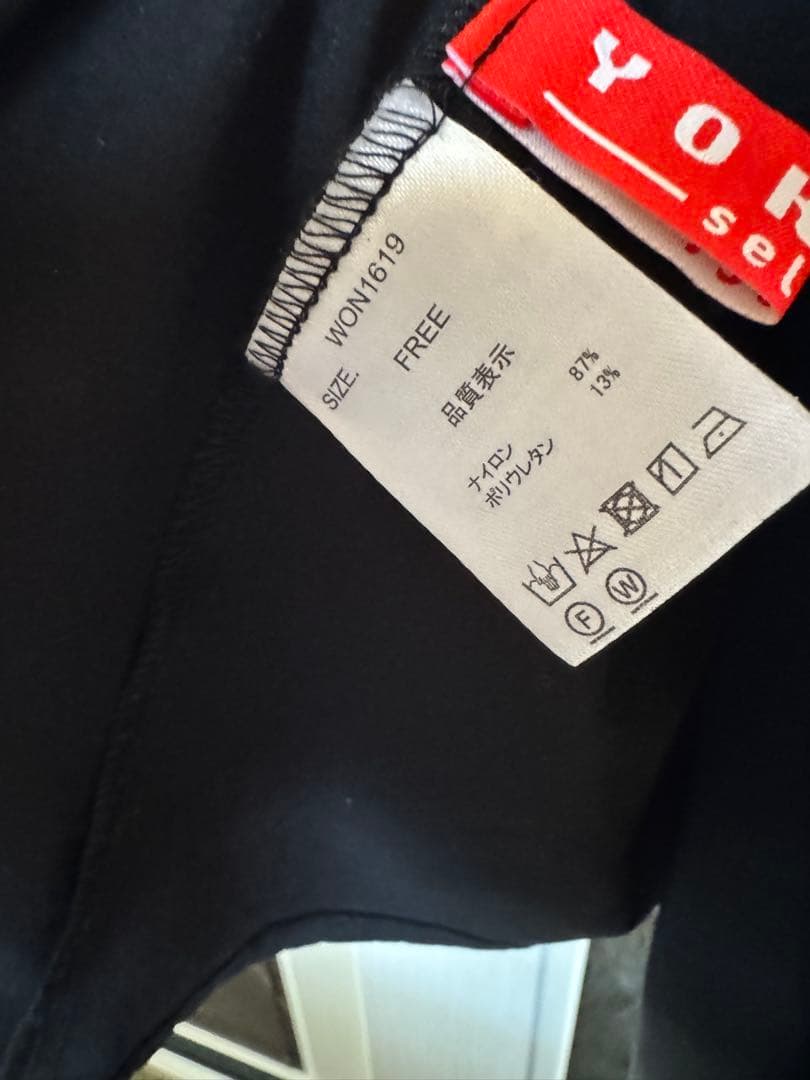 YO
sel
WON1619
SIZE. FREE
品質表示
ナイロン 87%
ポリウレタン 13%
F W